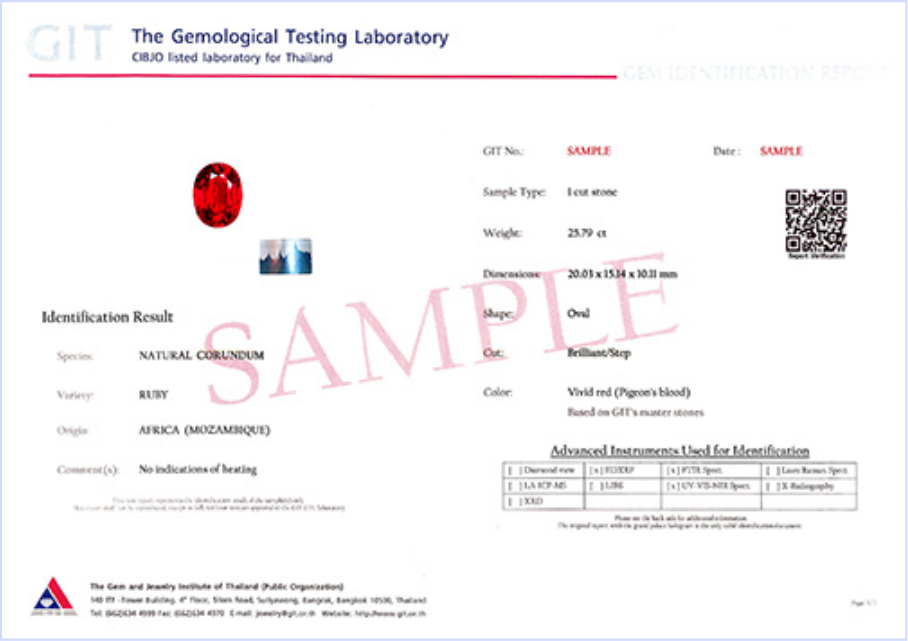 GIT
The Gemological Testing Laboratory
CIBJO listed laboratory for Thailand
GEM IDENTIFICATION REPORT
GIT No.: SAMPLE Date : SAMPLE
Sample Type: 1 cut stone
Weight: 25.79 ct
Dimensions: 20.03 x 15.14 x 10.11 mm
Shape: Oval
Cut: Brilliant/Step
Color: Vivid red (Pigeon's blood)
Based on GIT's master stones
Report Verification
SAMPLE
Identification Result
Species: NATURAL CORUNDUM
Variety: RUBY
Origin: AFRICA (MOZAMBIQUE)
Comment(s): No indications of heating
Advanced Instruments Used for Identification
[ ] Diamond view [x] EDXRF [x] FTIR Spect. [ ] Laser Raman Spect.
[ ] LA-ICP-MS [ ] LIBS [x] UV-VIS-NIR Spect. [ ] X-Radiography
[ ] XRD
Please see the back side for additional information.
The original report with the grand palace hologram is the only valid identification document.
The Gem and Jewelry Institute of Thailand (Public Organization)
140 ITF -Tower Building, 4th Floor, Silom Road, Suriyawong, Bangrak, Bangkok 10500, Thailand
Tel: (662)634 4999 Fax: (662)634 4970 E-mail: jewelry@git.or.th Website: http://www.git.or.th
Page 1/1